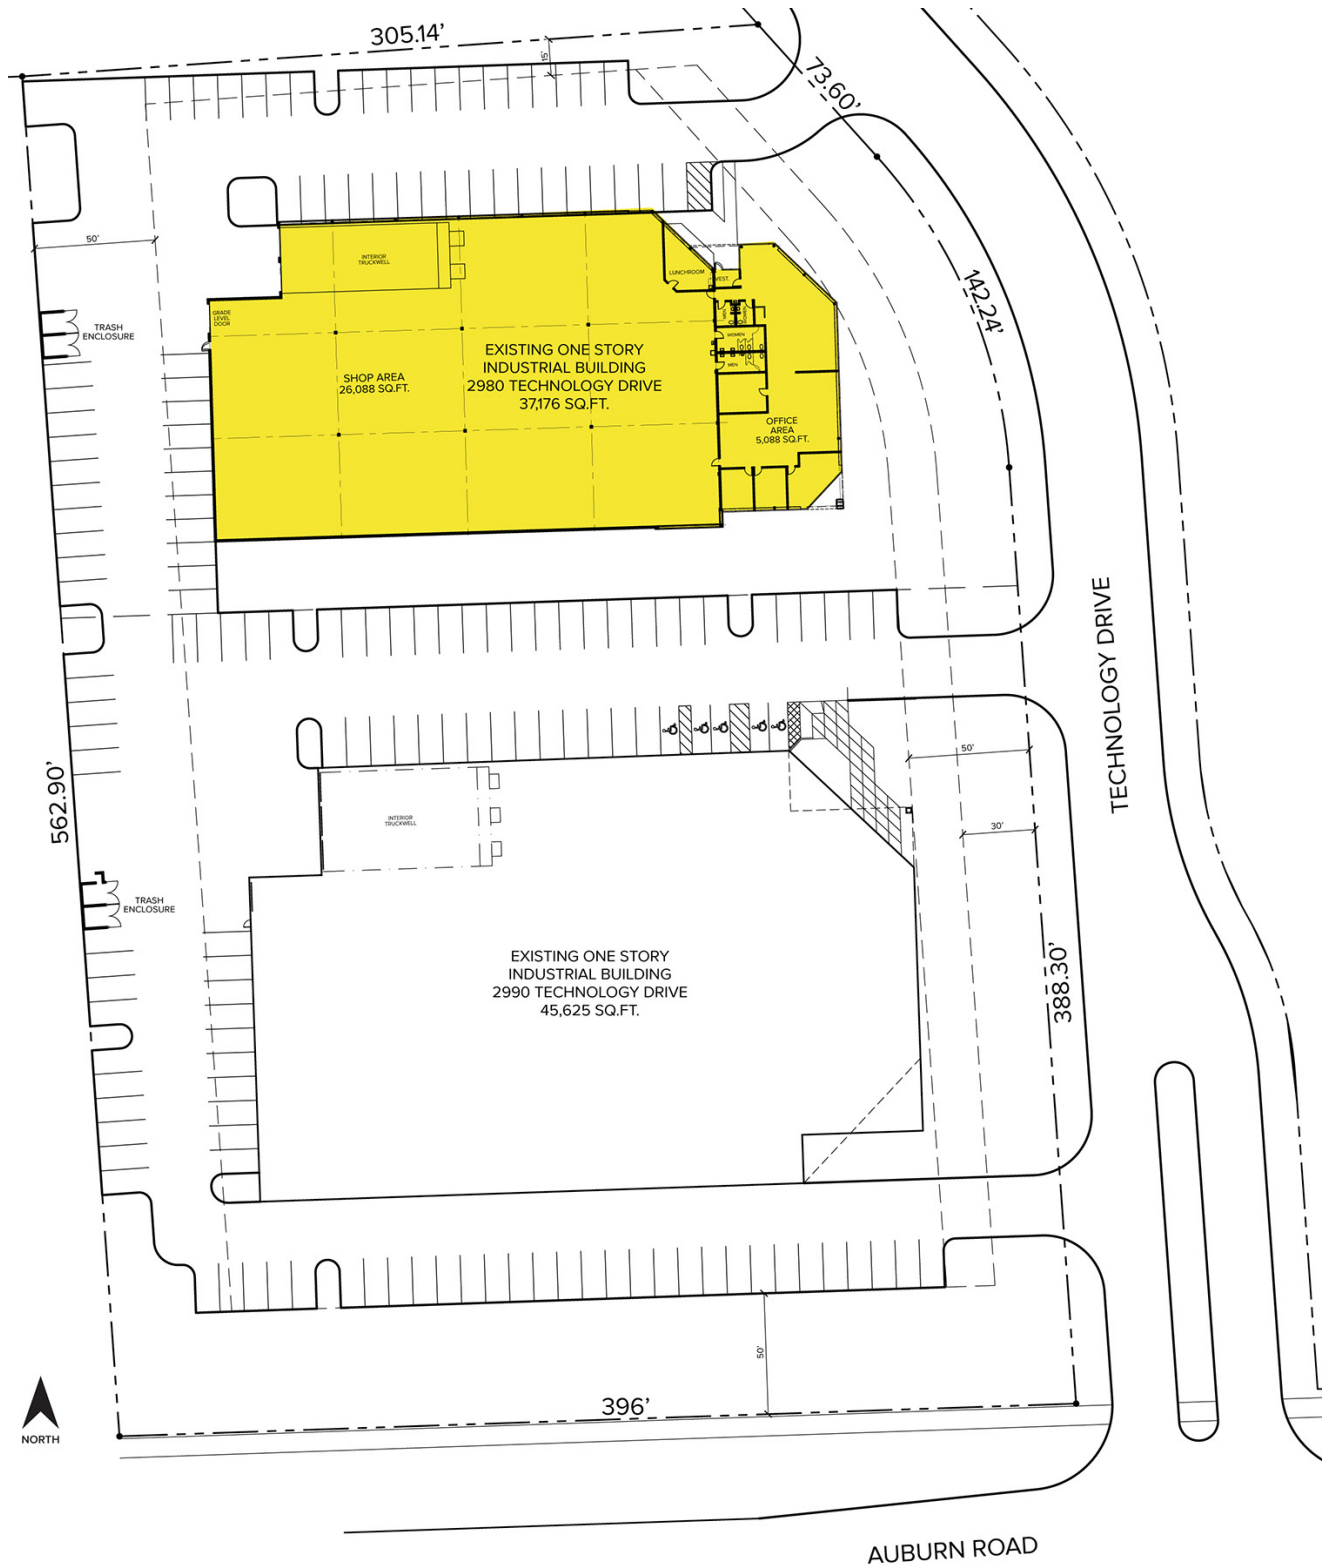 305.14'
15'
73.60'
50'
INTERIOR
TRUCKWELL
LUNCHROOM
VEST.
142.24'
GRADE
LEVEL
DOOR
MEN
WOMEN
TRASH
ENCLOSURE
WOMEN
MEN
EXISTING ONE STORY
INDUSTRIAL BUILDING
2980 TECHNOLOGY DRIVE
37,176 SQ.FT.
SHOP AREA
26,088 SQ.FT.
OFFICE
AREA
5,088 SQ.FT.
TECHNOLOGY DRIVE
50'
562.90'
INTERIOR
TRUCKWELL
30'
TRASH
ENCLOSURE
EXISTING ONE STORY
INDUSTRIAL BUILDING
2990 TECHNOLOGY DRIVE
45,625 SQ.FT.
388.30'
50'
396'
NORTH
AUBURN ROAD